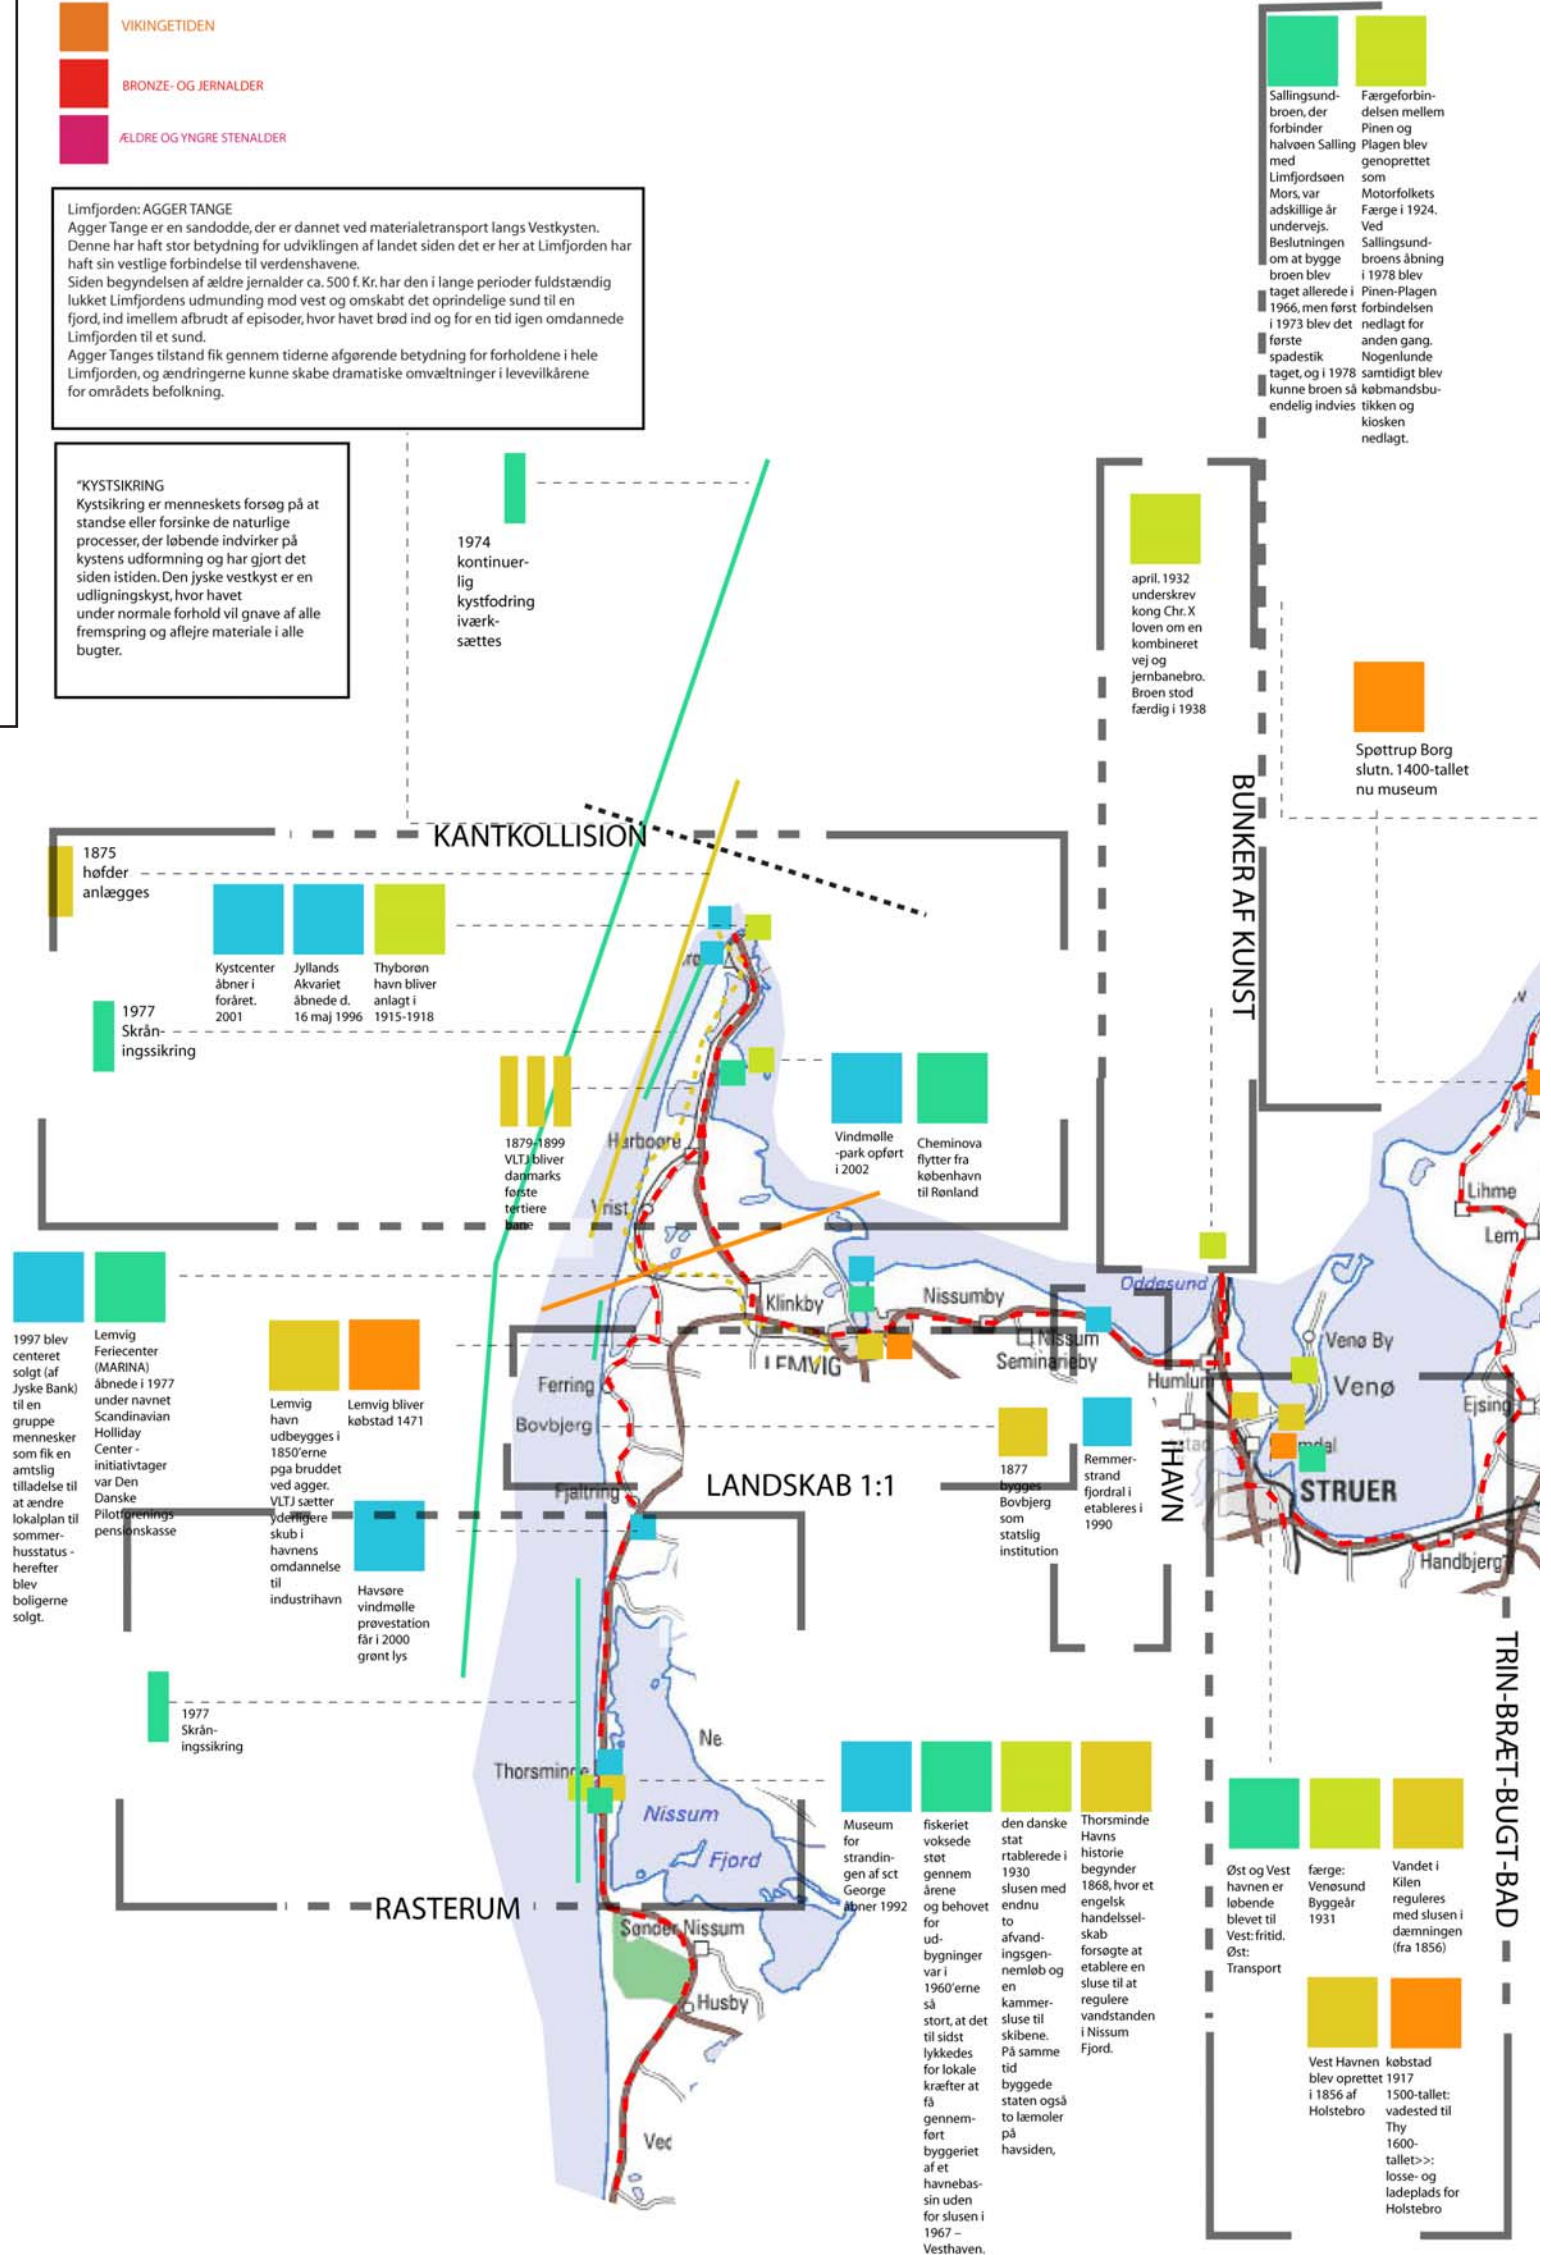 VIKINGETIDEN
BRONZE- OG JERNALDER
ÆLDRE OG YNGRE STENALDER
Limfjorden: AGGER TANGE
Agger Tange er en sandodde, der er dannet ved materialetransport langs Vestkysten.
Denne har haft stor betydning for udviklingen af landet siden det er her at Limfjorden har
haft sin vestlige forbindelse til verdenshavene.
Siden begyndelsen af ældre jernalder ca. 500 f. Kr. har den i lange perioder fuldstændig
lukket Limfjordens udmunding mod vest og omskabt det oprindelige sund til en
fjord, ind imellem afbrudt af episoder, hvor havet brød ind og for en tid igen omdannede
Limfjorden til et sund.
Agger Tanges tilstand fik gennem tiderne afgørende betydning for forholdene i hele
Limfjorden, og ændringerne kunne skabe dramatiske omvæltninger i levevilkårene
for områdets befolkning.
"KYSTSIKRING
Kystsikring er menneskets forsøg på at
standse eller forsinke de naturlige
processer, der løbende indvirker på
kystens udformning og har gjort det
siden istiden. Den jyske vestkyst er en
udligningskyst, hvor havet
under normale forhold vil gnave af alle
fremspring og aflejre materiale i alle
bugter.
1974
kontinuer-
lig
kystfodring
iværk-
sættes
Sallingsund-
broen, der
forbinder
halvøen Salling
med
Limfjordsøen
Mors, var
adskillige år
undervejs.
Beslutningen
om at bygge
broen blev
taget allerede i
1966, men først
i 1973 blev det
første
spadestik
taget, og i 1978
kunne broen så
endelig indvies
Færgeforbin-
delsen mellem
Pinen og
Plagen blev
genoprettet
som
Motorfolkets
Færge i 1924.
Ved
Sallingsund-
broens åbning
i 1978 blev
Pinen-Plagen
forbindelsen
nedlagt for
anden gang.
Nogenlunde
samtidigt blev
købmandsbu-
tikken og
kiosken
nedlagt.
april. 1932
underskrev
kong Chr. X
loven om en
kombineret
vej og
jernbanebro.
Broen stod
færdig i 1938
BUNKER AF KUNST
Spøttrup Borg
slutn. 1400-tallet
nu museum
KANTKOLLISION
1875
høfder
anlægges
Kystcenter
åbner i
foråret.
2001
Jyllands
Akvariet
åbnede d.
16 maj 1996
Thyborøn
havn bliver
anlagt i
1915-1918
1977
Skrån-
ingssikring
1879-1899
VLTJ bliver
danmarks
første
tertiere
bane
Vindmølle
-park opført
i 2002
Cheminova
flytter fra
københavn
til Rønland
Harboøre
Vrist
Klinkby
Nissumby
LEMVIG
Nissum
Seminarieby
Oddesund
Humlum
Venø By
Venø
STRUER
Handbjerg
Ejsing
Lihme
Lem
Ferring
Bovbjerg
Fjaltring
1997 blev
centeret
solgt (af
Jyske Bank)
til en
gruppe
mennesker
som fik en
amtslig
tilladelse til
at ændre
lokalplan til
sommer-
husstatus -
herefter
blev
boligerne
solgt.
Lemvig
Feriecenter
(MARINA)
åbnede i 1977
under navnet
Scandinavian
Holliday
Center -
initiativtager
var Den
Danske
Pilotforenings
pensionskasse
Lemvig
havn
udbeygges i
1850'erne
pga bruddet
ved agger.
VLTJ sætter
yderligere
skub i
havnens
omdannelse
til
industrihavn
Lemvig bliver
købstad 1471
Havsøre
vindmølle
prøvestation
får i 2000
grønt lys
LANDSKAB 1:1
1877
bygges
Bovbjerg
som
statslig
institution
Remmer-
strand
fjordral i
etableres i
1990
IHAVN
1977
Skrån-
ingssikring
Thorsminde
Nissum
Fjord
Ne
RASTERUM
Sønder Nissum
Husby
Ved
Museum
for
strandin-
gen af sct
George
åbner 1992
fiskeriet
voksede
støt
gennem
årene
og behovet
for
ud-
bygninger
var i
1960'erne
så
stort, at det
til sidst
lykkedes
for lokale
kræfter at
få
gennem-
ført
byggeriet
af et
havnebas-
sin uden
for slusen i
1967 –
Vesthaven.
den danske
stat
rtablerede i
1930
slusen med
endnu
to
afvand-
ingsgen-
nemløb og
en
kammer-
sluse til
skibene.
På samme
tid
byggede
staten også
to læmoler
på
havsiden,
Thorsminde
Havns
historie
begynder
1868, hvor et
engelsk
handelssel-
skab
forsøgte at
etablere en
sluse til at
regulere
vandstanden
i Nissum
Fjord.
TRIN-BRÆT-BUGT-BAD
Øst og Vest
havnen er
løbende
blevet til
Vest: fritid.
Øst:
Transport
færge:
Venøsund
Byggeår
1931
Vandet i
Kilen
reguleres
med slusen i
dæmningen
(fra 1856)
Vest Havnen
blev oprettet
i 1856 af
Holstebro
købstad
1917
1500-tallet:
vadested til
Thy
1600-
tallet>>:
losse- og
ladeplads for
Holstebro